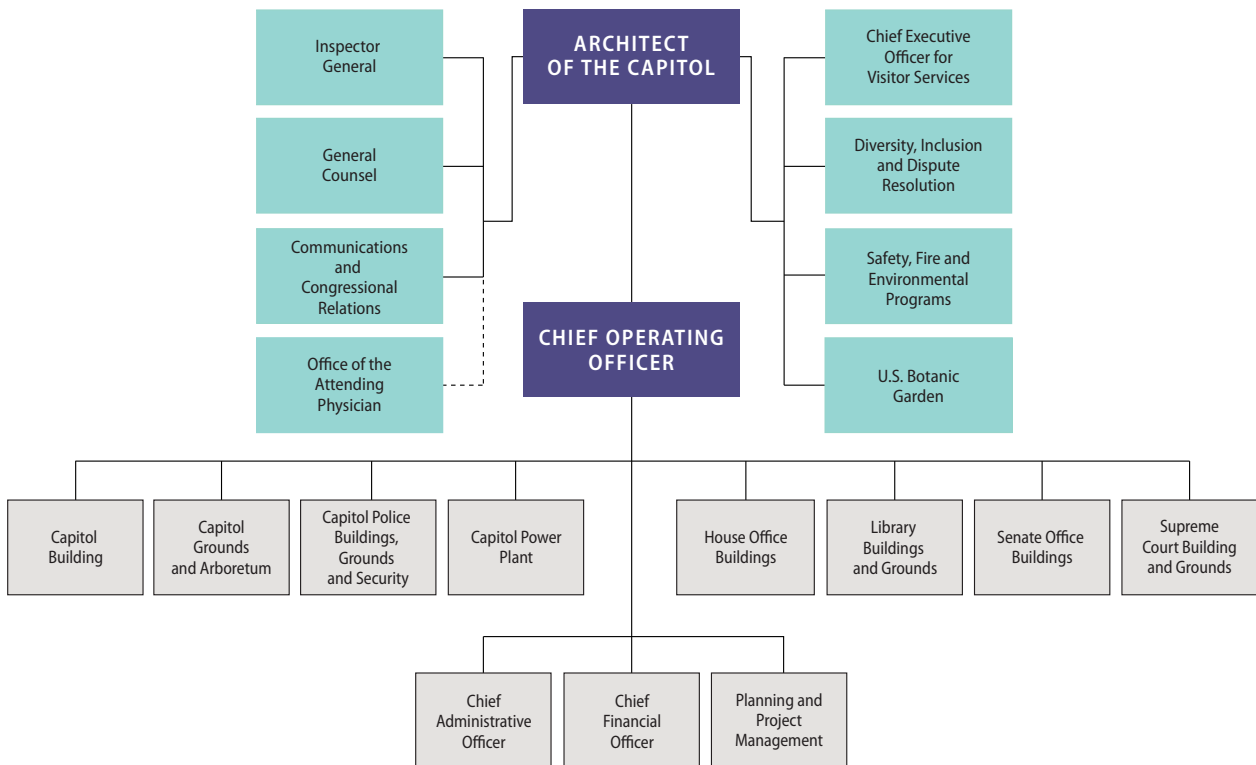 Inspector
General
ARCHITECT
OF THE CAPITOL
Chief Executive
Officer for
Visitor Services
General
Counsel
Diversity, Inclusion
and Dispute
Resolution
Communications
and
Congressional
Relations
Safety, Fire and
Environmental
Programs
CHIEF OPERATING
OFFICER
Office of the
Attending
Physician
U.S. Botanic
Garden
Capitol
Building
Capitol
Grounds
and Arboretum
Capitol Police
Buildings,
Grounds
and Security
Capitol Power
Plant
House Office
Buildings
Library
Buildings
and Grounds
Senate Office
Buildings
Supreme
Court Building
and Grounds
Chief
Administrative
Officer
Chief
Financial
Officer
Planning and
Project
Management